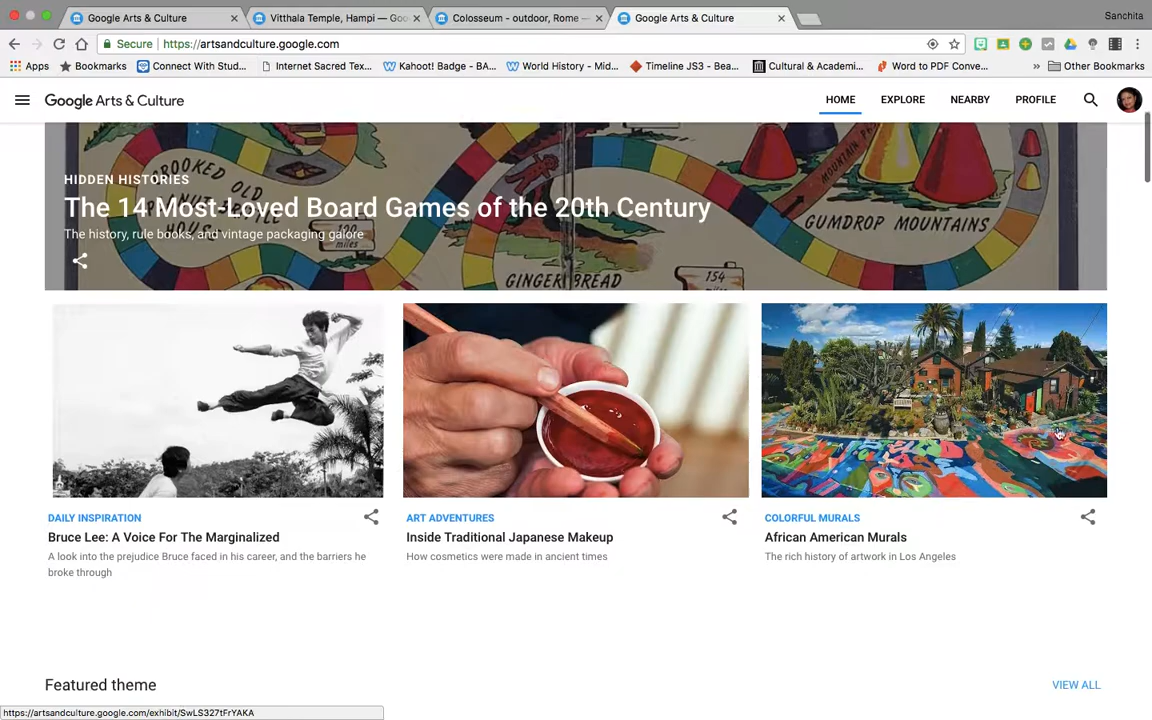 Google Arts & Culture
Vitthala Temple, Hampi — Goo
Colosseum - outdoor, Rome —
Google Arts & Culture
Sanchita
Secure
https://artsandculture.google.com
Apps
Bookmarks
Connect With Stud...
Internet Sacred Tex...
Kahoot! Badge - BA...
World History - Mid...
Timeline JS3 - Bea...
Cultural & Academi...
Word to PDF Conve...
»
Other Bookmarks
Google Arts & Culture
HOME
EXPLORE
NEARBY
PROFILE
CROOKED OLD
HOUSE
120
miles
MOUNTAIN
GUMDROP MOUNTAINS
154
GINGERBREAD
HIDDEN HISTORIES
The 14 Most-Loved Board Games of the 20th Century
The history, rule books, and vintage packaging galore
DAILY INSPIRATION
Bruce Lee: A Voice For The Marginalized
A look into the prejudice Bruce faced in his career, and the barriers he
broke through
ART ADVENTURES
Inside Traditional Japanese Makeup
How cosmetics were made in ancient times
COLORFUL MURALS
African American Murals
The rich history of artwork in Los Angeles
Featured theme
VIEW ALL
https://artsandculture.google.com/exhibit/SwLS327tFrYAKA